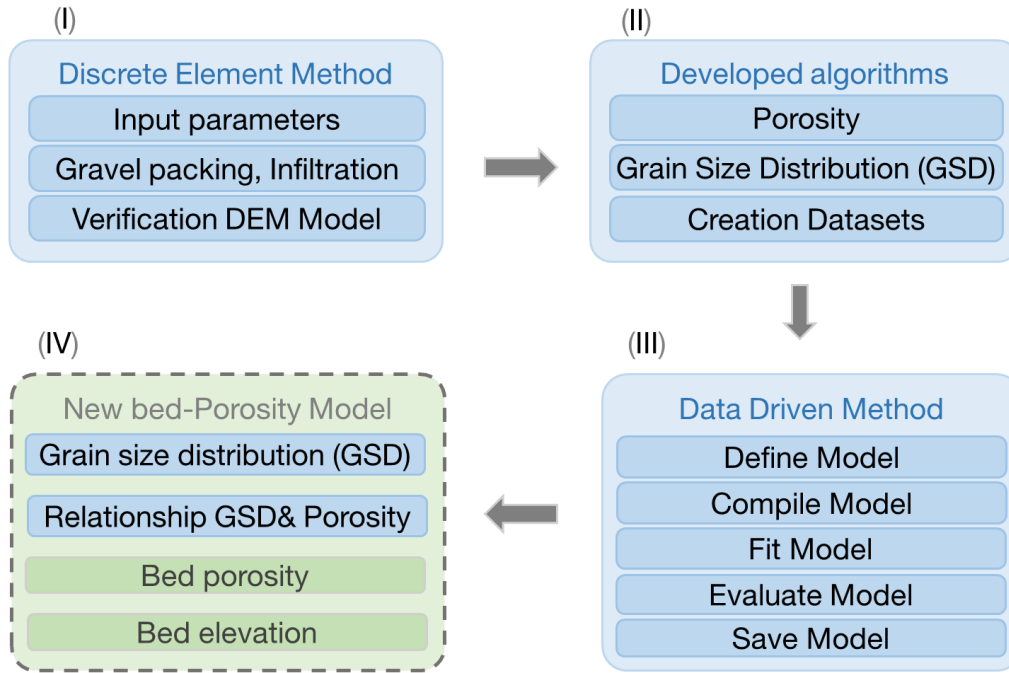 (I)
Discrete Element Method
Input parameters
Gravel packing, Infiltration
Verification DEM Model
(II)
Developed algorithms
Porosity
Grain Size Distribution (GSD)
Creation Datasets
(III)
Data Driven Method
Define Model
Compile Model
Fit Model
Evaluate Model
Save Model
(IV)
New bed-Porosity Model
Grain size distribution (GSD)
Relationship GSD& Porosity
Bed porosity
Bed elevation